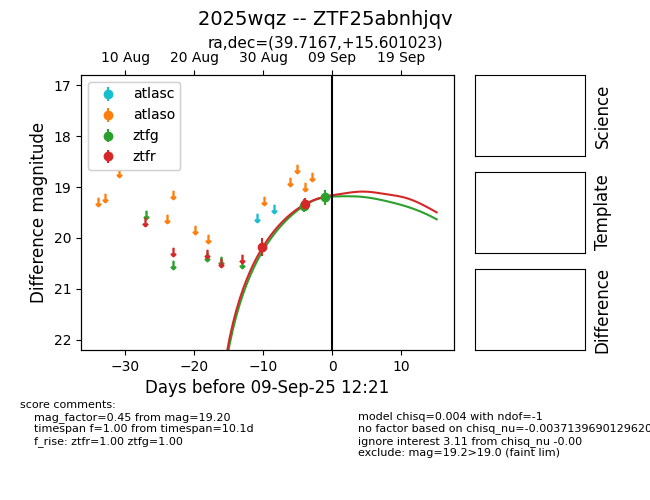 2025wqz -- ZTF25abnhjqv
ra,dec=(39.7167,+15.601023)
10 Aug 20 Aug 30 Aug 09 Sep 19 Sep
atlasc
atlaso
ztfg
ztfr
17
18
19
20
21
22
Difference magnitude
−30 −20 −10 0 10
Days before 09-Sep-25 12:21
Science
Template
Difference
score comments:
mag_factor=0.45 from mag=19.20
timespan f=1.00 from timespan=10.1d
f_rise: ztfr=1.00 ztfg=1.00
model chisq=0.004 with ndof=-1
no factor based on chisq_nu=-0.0037139690129620
ignore interest 3.11 from chisq_nu -0.00
exclude: mag=19.2>19.0 (faint lim)